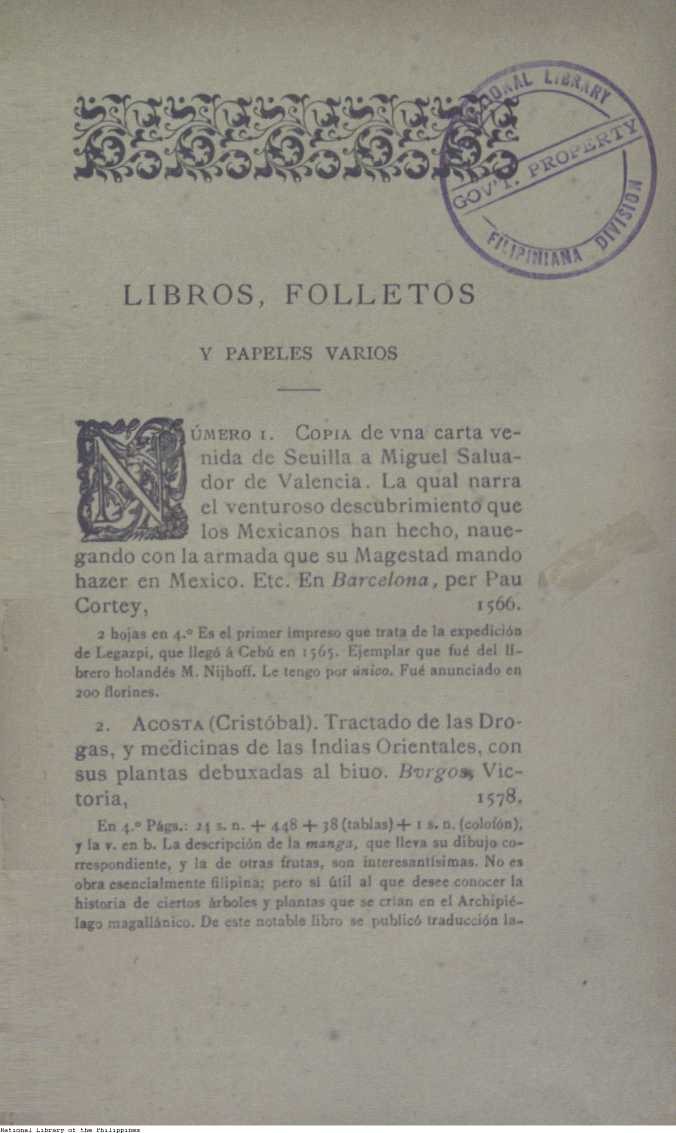 NATIONAL LIBRARY
GOV'T. PROPERTY
FILIPINIANA DIVISION
LIBROS, FOLLETOS
Y PAPELES VARIOS
NÚMERO 1. COPIA de vna carta ve-
nida de Seuilla a Miguel Salua-
dor de Valencia. La qual narra
el venturoso descubrimiento que
los Mexicanos han hecho, naue-
gando con la armada que su Magestad mando
hazer en Mexico. Etc. En Barcelona, per Pau
Cortey, 1566.
2 hojas en 4.º Es el primer impreso que trata de la expedición
de Legazpi, que llegó á Cebú en 1565. Ejemplar que fué del li-
brero holandés M. Nijhoff. Le tengo por único. Fué anunciado en
200 florines.
2. ACOSTA (Cristóbal). Tractado de las Dro-
gas, y medicinas de las Indias Orientales, con
sus plantas debuxadas al biuo. Bvrgos, Vic-
toria, 1578.
En 4.º Págs.: 24 s. n. + 448 + 38 (tablas) + 1 s. n. (colofón),
y la v. en b. La descripción de la manga, que lleva su dibujo co-
rrespondiente, y la de otras frutas, son interesantísimas. No es
obra esencialmente filipina; pero sí útil al que desee conocer la
historia de ciertos árboles y plantas que se crían en el Archipié-
lago magallánico. De este notable libro se publicó traducción la-
National Library of the Philippines